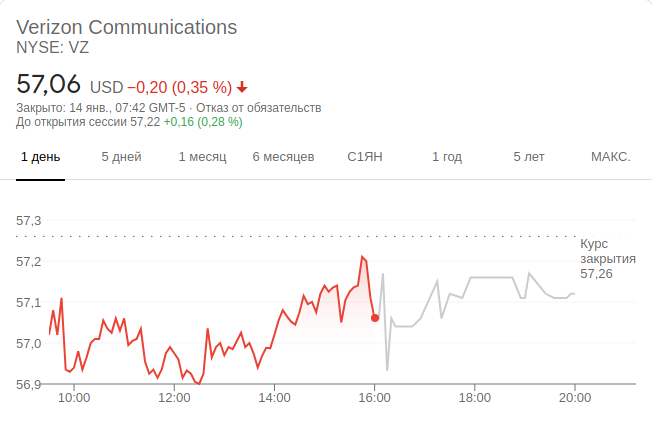 Verizon Communications
NYSE: VZ
57,06 USD −0,20 (0,35 %)
Закрыто: 14 янв., 07:42 GMT-5 · Отказ от обязательств
До открытия сессии 57,22 +0,16 (0,28 %)
1 день 5 дней 1 месяц 6 месяцев С1ЯН 1 год 5 лет МАКС.
57,3
57,2
57,1
57,0
56,9
Курс
закрытия
57,26
10:00 12:00 14:00 16:00 18:00 20:00